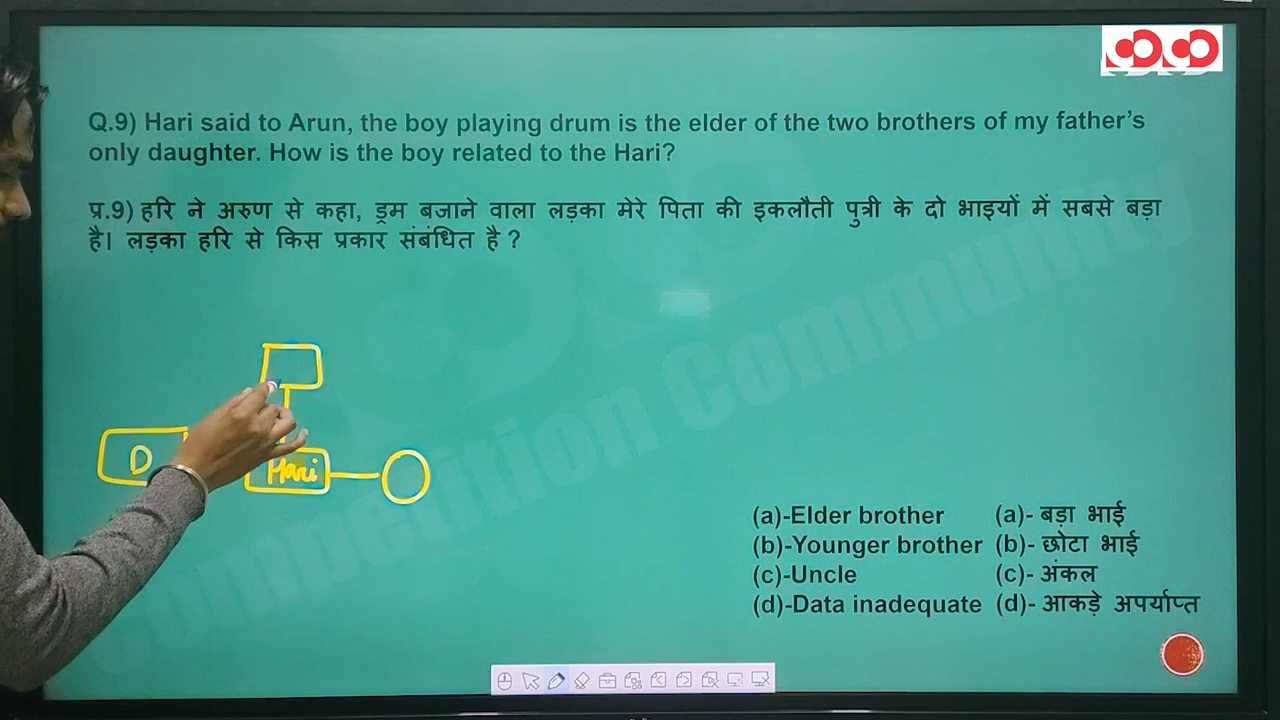 Q.9) Hari said to Arun, the boy playing drum is the elder of the two brothers of my father's
only daughter. How is the boy related to the Hari?
प्र.9) हरि ने अरुण से कहा, ड्रम बजाने वाला लड़का मेरे पिता की इकलौती पुत्री के दो भाइयों में सबसे बड़ा
है। लड़का हरि से किस प्रकार संबंधित है ?
D
Hari
(a)-Elder brother (a)- बड़ा भाई
(b)-Younger brother (b)- छोटा भाई
(c)-Uncle (c)- अंकल
(d)-Data inadequate (d)- आकड़े अपर्याप्त
Competition Community